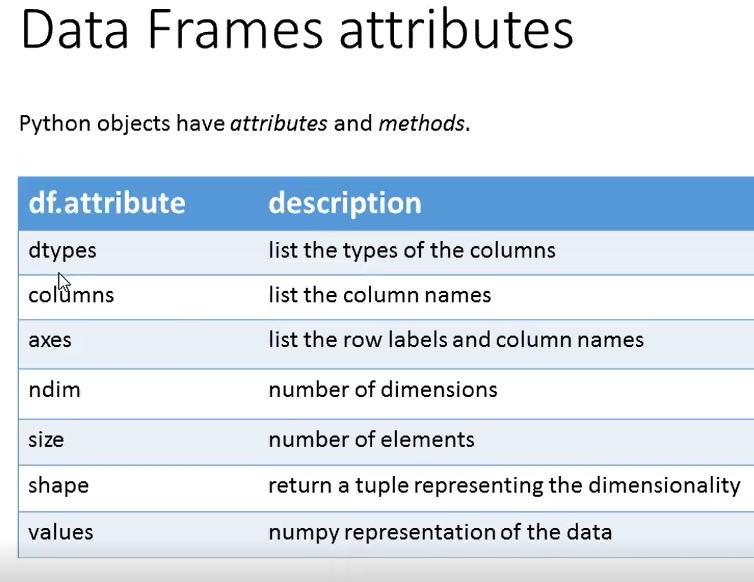 Data Frames attributes
Python objects have attributes and methods.
df.attribute description
dtypes list the types of the columns
columns list the column names
axes list the row labels and column names
ndim number of dimensions
size number of elements
shape return a tuple representing the dimensionality
values numpy representation of the data